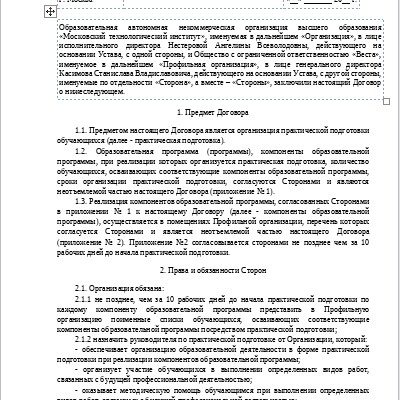 Образовательная автономная некоммерческая организация высшего образования
«Московский технологический институт», именуемая в дальнейшем «Организация», в лице
исполнительного директора Нестеровой Ангелины Всеволодовны, действующего на
основании Устава, с одной стороны, и Общество с ограниченной ответственностью «Веста»,
именуемое в дальнейшем «Профильная организация», в лице генерального директора
Касимова Станислава Владиславовича, действующего на основании Устава, с другой стороны,
именуемые по отдельности «Сторона», а вместе – «Стороны», заключили настоящий Договор
о нижеследующем.
1. Предмет Договора
1.1. Предметом настоящего Договора является организация практической подготовки
обучающихся (далее - практическая подготовка).
1.2. Образовательная программа (программы), компоненты образовательной
программы, при реализации которых организуется практическая подготовка, количество
обучающихся, осваивающих соответствующие компоненты образовательной программы,
сроки организации практической подготовки, согласуются Сторонами и являются
неотъемлемой частью настоящего Договора (приложение № 1).
1.3. Реализация компонентов образовательной программы, согласованных Сторонами
в приложении № 1 к настоящему Договору (далее - компоненты образовательной
программы), осуществляется в помещениях Профильной организации, перечень которых
согласуется Сторонами и является неотъемлемой частью настоящего Договора
(приложение № 2). Приложение №2 согласовывается сторонами не позднее чем за 10
рабочих дней до начала практической подготовки.
2. Права и обязанности Сторон
2.1. Организация обязана:
2.1.1 не позднее, чем за 10 рабочих дней до начала практической подготовки по
каждому компоненту образовательной программы представить в Профильную
организацию поименные списки обучающихся, осваивающих соответствующие
компоненты образовательной программы посредством практической подготовки;
2.1.2 назначить руководителя по практической подготовке от Организации, который:
- обеспечивает организацию образовательной деятельности в форме практической
подготовки при реализации компонентов образовательной программы;
- организует участие обучающихся в выполнении определенных видов работ,
связанных с будущей профессиональной деятельностью;
- оказывает методическую помощь обучающимся при выполнении определенных